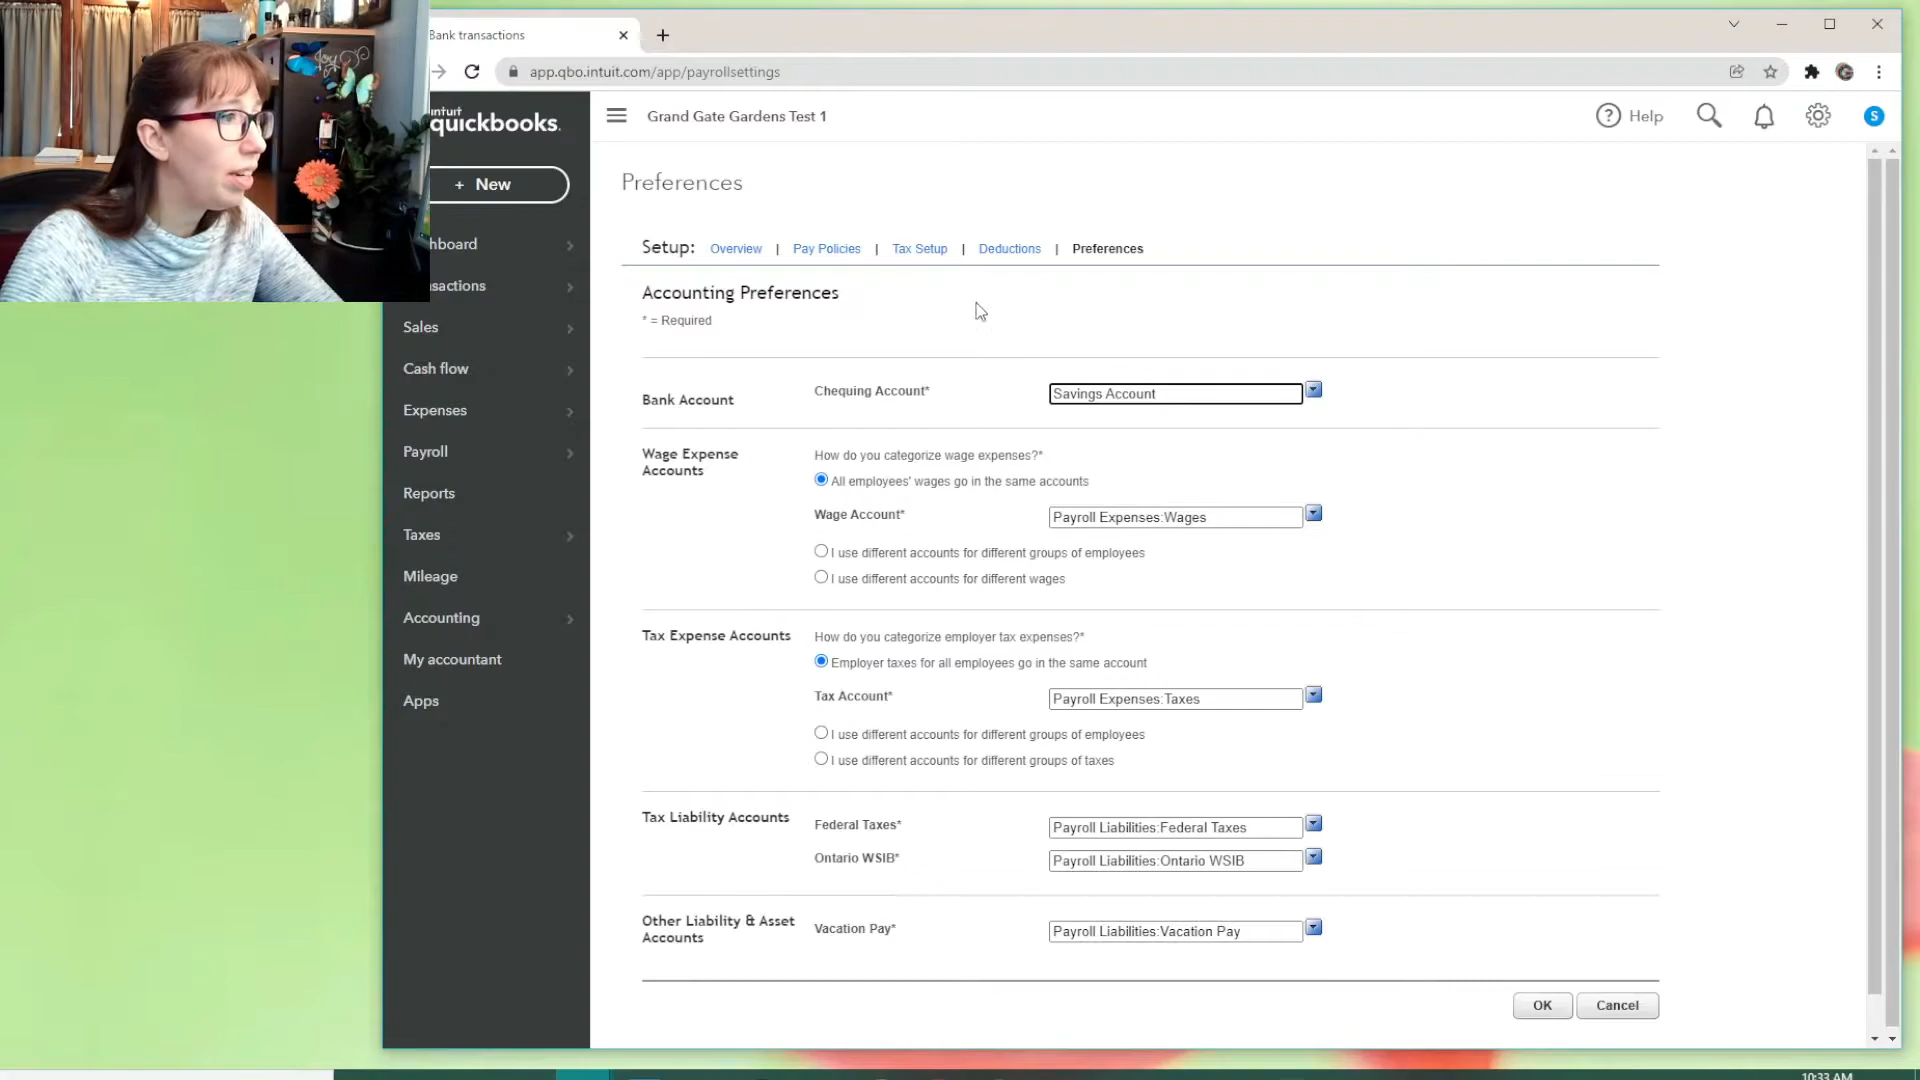 Bank transactions
app.qbo.intuit.com/app/payrollsettings
ıntuıt
quickbooks.
Grand Gate Gardens Test 1
Help
S
+ New
hboard
nsactions
Sales
Cash flow
Expenses
Payroll
Reports
Taxes
Mileage
Accounting
My accountant
Apps
Preferences
Setup: Overview | Pay Policies | Tax Setup | Deductions | Preferences
Accounting Preferences
* = Required
Bank Account
Chequing Account*
Savings Account
Wage Expense
Accounts
How do you categorize wage expenses?*
All employees' wages go in the same accounts
Wage Account*
Payroll Expenses:Wages
I use different accounts for different groups of employees
I use different accounts for different wages
Tax Expense Accounts
How do you categorize employer tax expenses?*
Employer taxes for all employees go in the same account
Tax Account*
Payroll Expenses:Taxes
I use different accounts for different groups of employees
I use different accounts for different groups of taxes
Tax Liability Accounts
Federal Taxes*
Payroll Liabilities:Federal Taxes
Ontario WSIB*
Payroll Liabilities:Ontario WSIB
Other Liability & Asset
Accounts
Vacation Pay*
Payroll Liabilities:Vacation Pay
OK
Cancel
10:33 AM